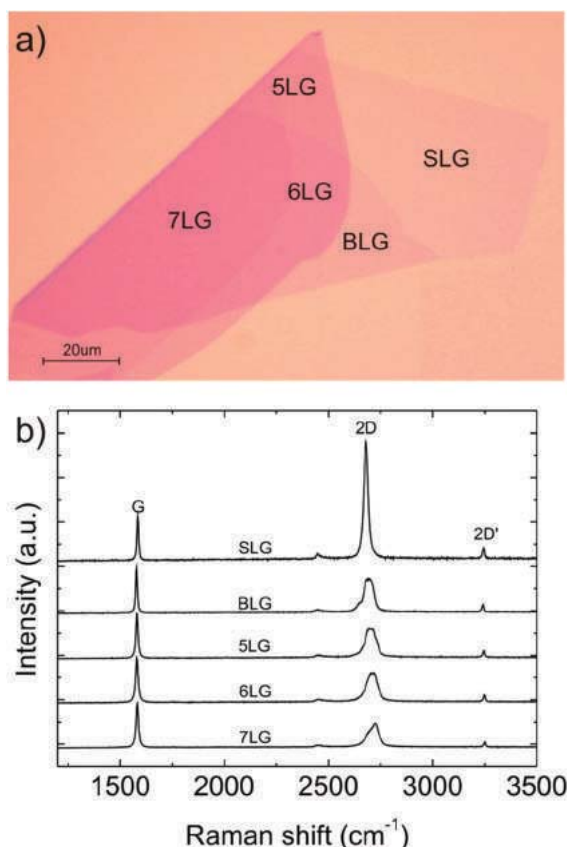 a)
5LG
SLG
6LG
7LG
BLG
20um
b)
2D
G
2D'
SLG
BLG
5LG
6LG
7LG
Intensity (a.u.)
1500 2000 2500 3000 3500
Raman shift (cm⁻¹)